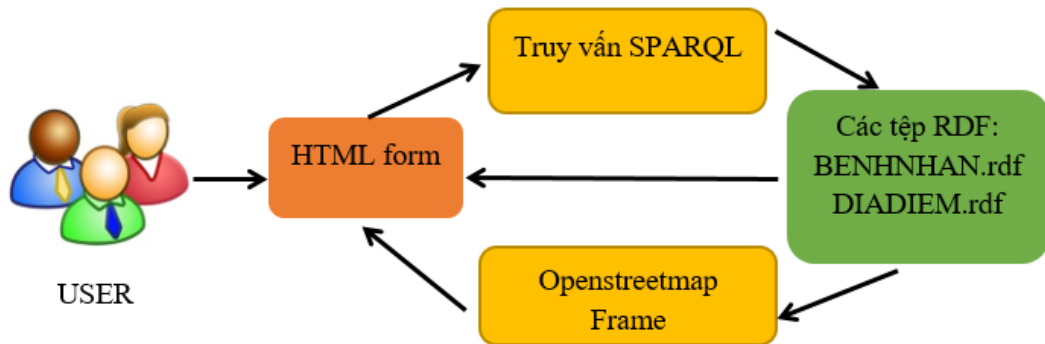 Truy vấn SPARQL
HTML form
Các tệp RDF:
BENHNHAN.rdf
DIADIEM.rdf
USER
Openstreetmap
Frame